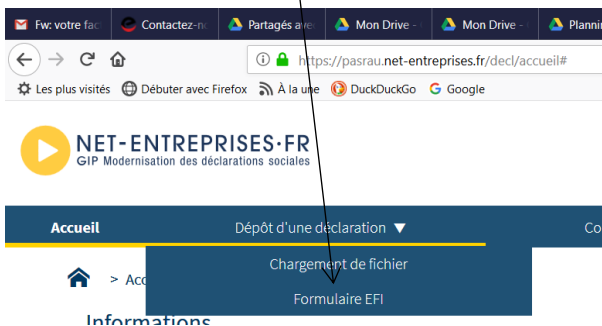 Fw: votre fac Contactez-no Partagés ave Mon Drive - Mon Drive - Plannin
https://pasrau.net-entreprises.fr/decl/accueil#
Les plus visités Débuter avec Firefox À la une DuckDuckGo Google
NET-ENTREPRISES·FR
GIP Modernisation des déclarations sociales
Accueil Dépôt d'une déclaration ▼ Co
Chargement de fichier
> Acc
Formulaire EFI
Informations